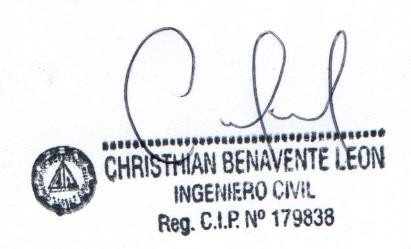 CHRISTHIAN BENAVENTE LEON
INGENIERO CIVIL
Reg. C.I.P. Nº 179838